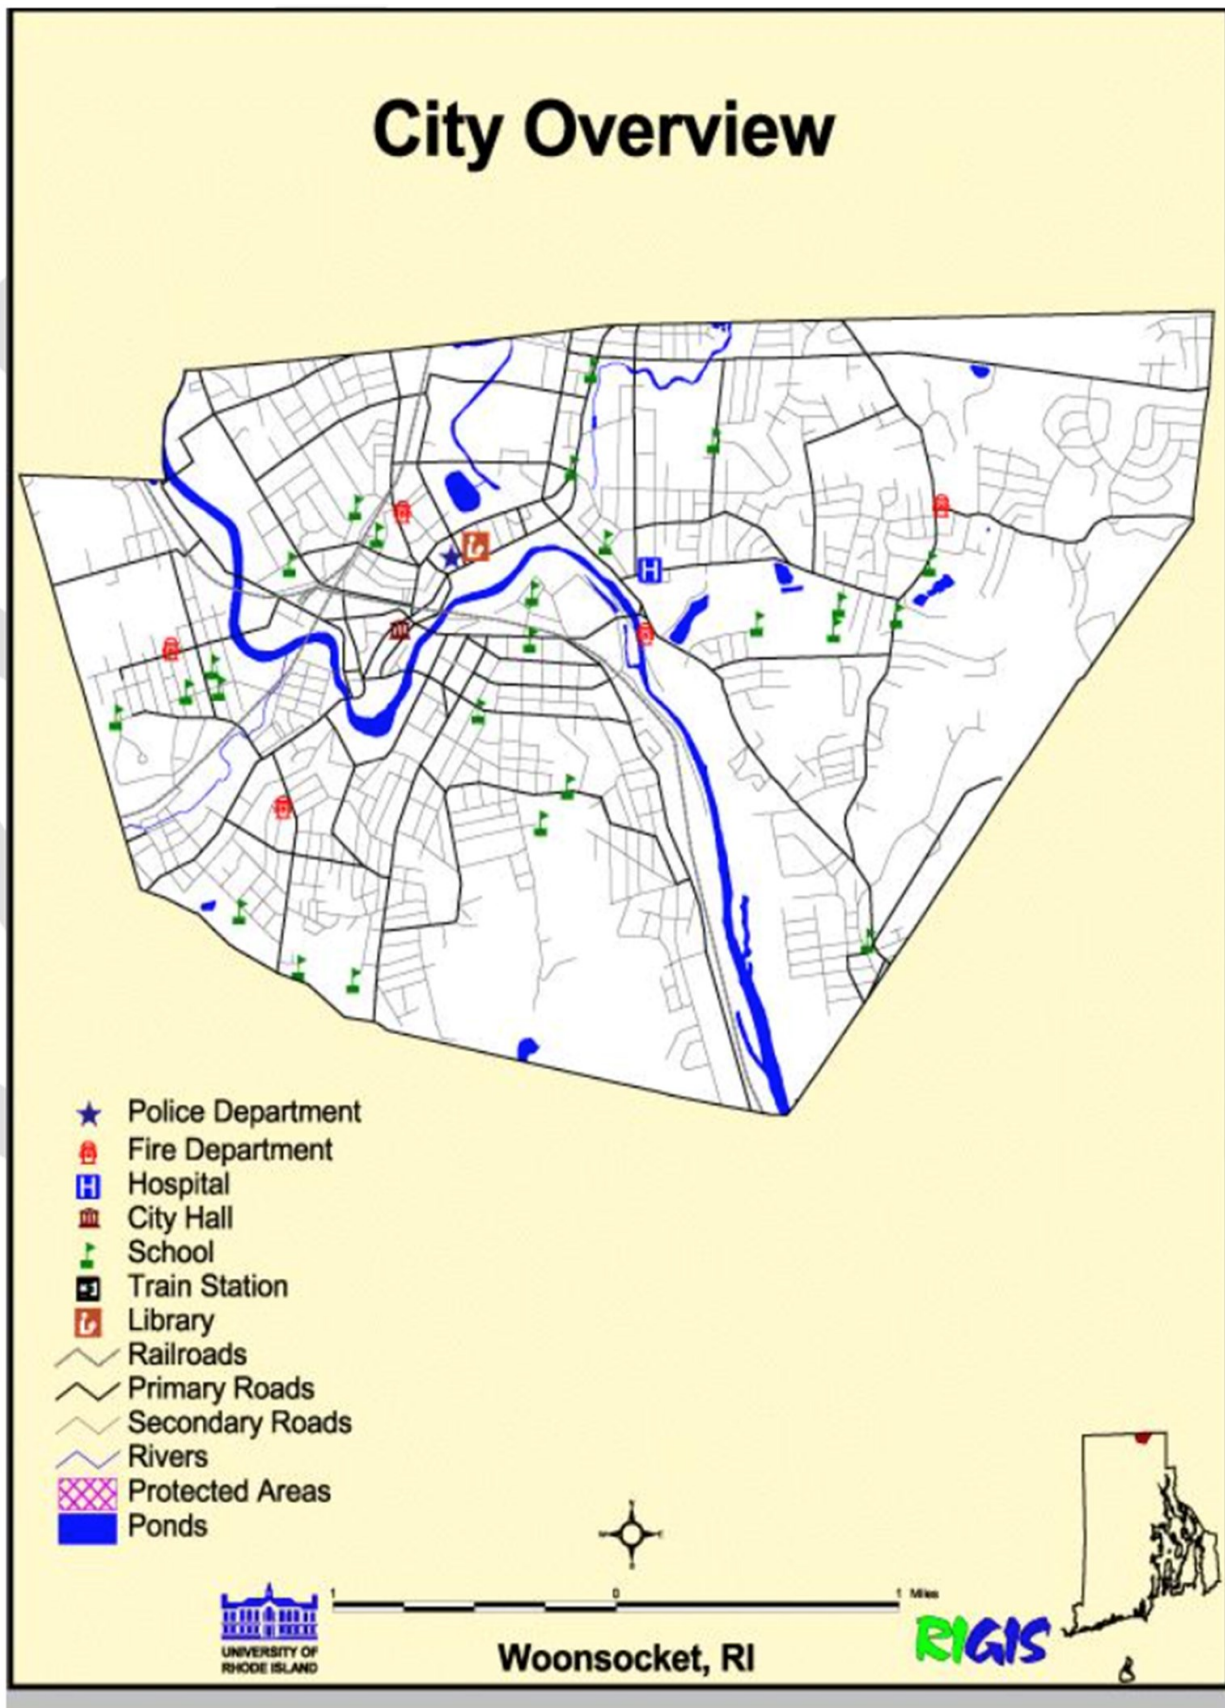 City Overview
H
Police Department
Fire Department
H Hospital
City Hall
School
Train Station
Library
Railroads
Primary Roads
Secondary Roads
Rivers
Protected Areas
Ponds
N
W E
S
1 0 1 Miles
UNIVERSITY OF
RHODE ISLAND
Woonsocket, RI
RIGIS